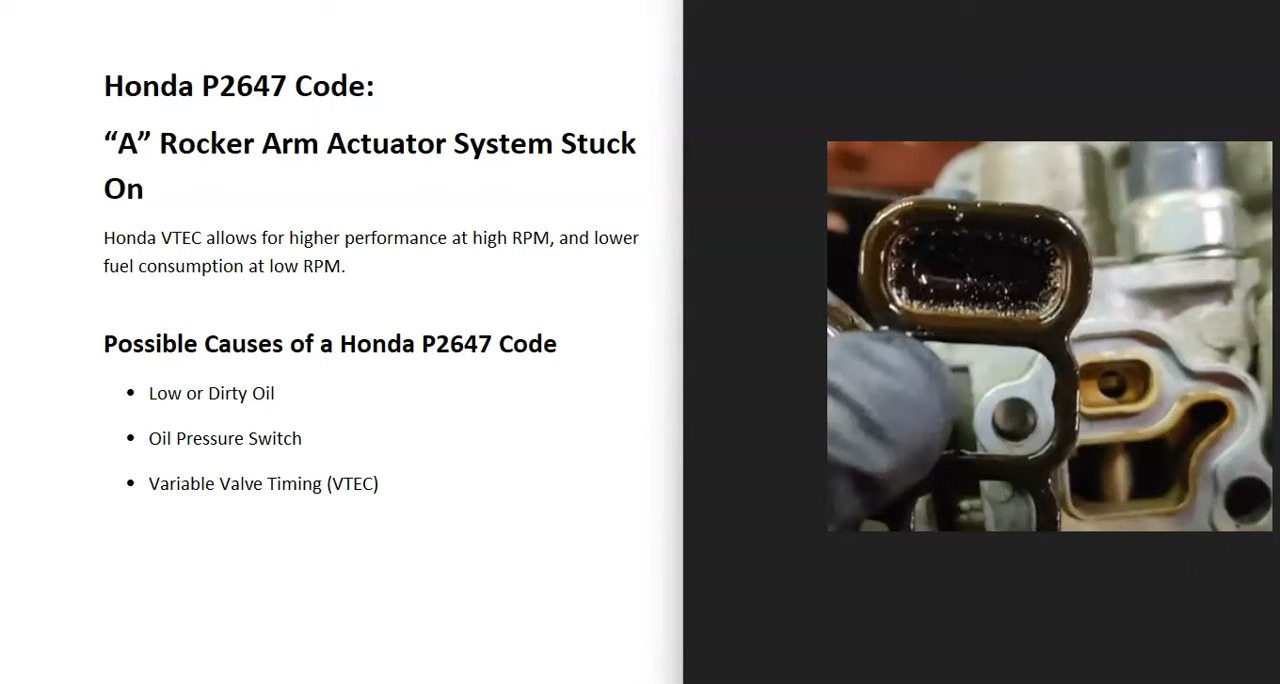 Honda P2647 Code:
“A” Rocker Arm Actuator System Stuck
On
Honda VTEC allows for higher performance at high RPM, and lower
fuel consumption at low RPM.
Possible Causes of a Honda P2647 Code
• Low or Dirty Oil
• Oil Pressure Switch
• Variable Valve Timing (VTEC)